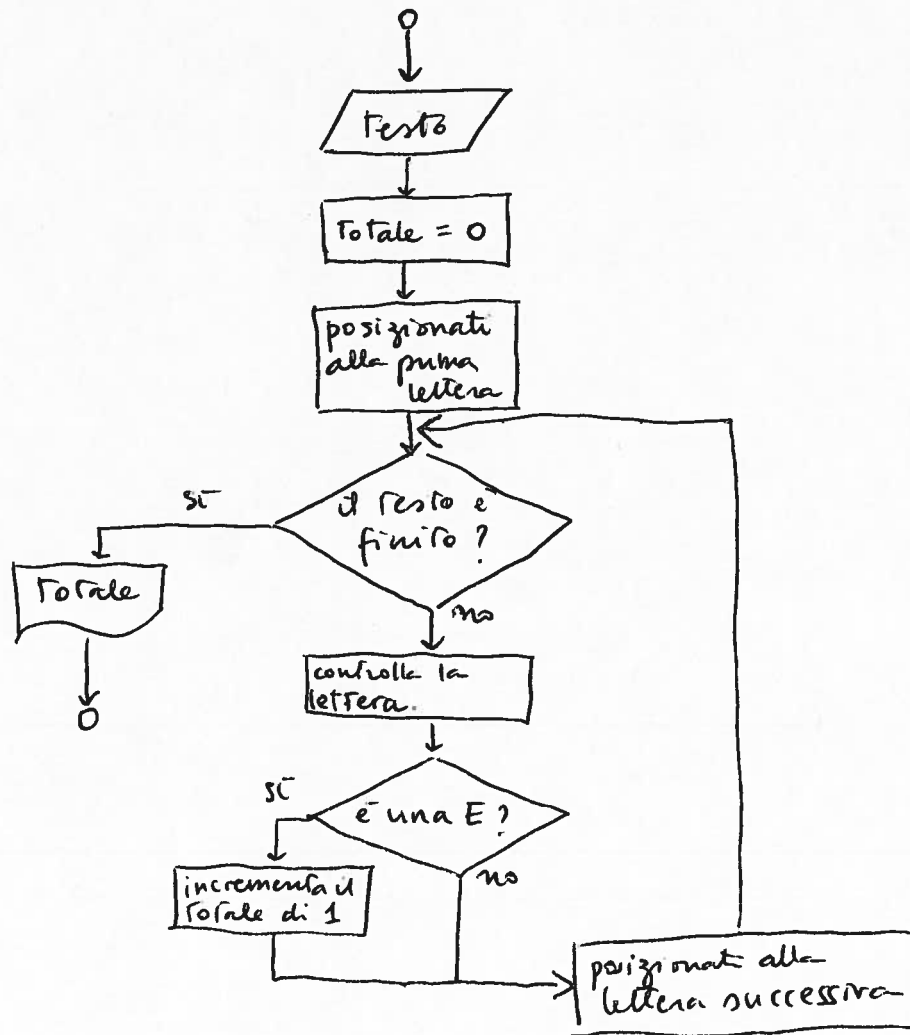 Testo
Totale = 0
posizionati
alla prima
lettera
il testo è
finito?
sì
Totale
no
controlla la
lettera.
è una E?
sì
no
incrementa il
totale di 1
posizionati alla
lettera successiva